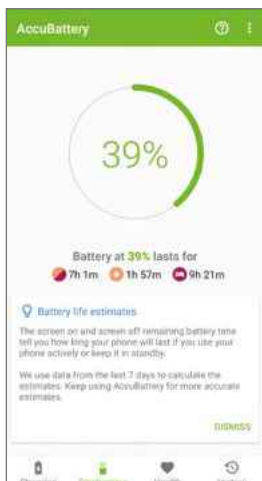 AccuBattery
39%
Battery at 39% lasts for
7h 1m 1h 57m 9h 21m
Battery life estimates
The screen on and screen off remaining battery time
tell you how long your phone will last if you use your
phone actively or keep it in standby.
We use data from the last 7 days to calculate the
estimates. Keep using AccuBattery for more accurate
estimates.
DISMISS